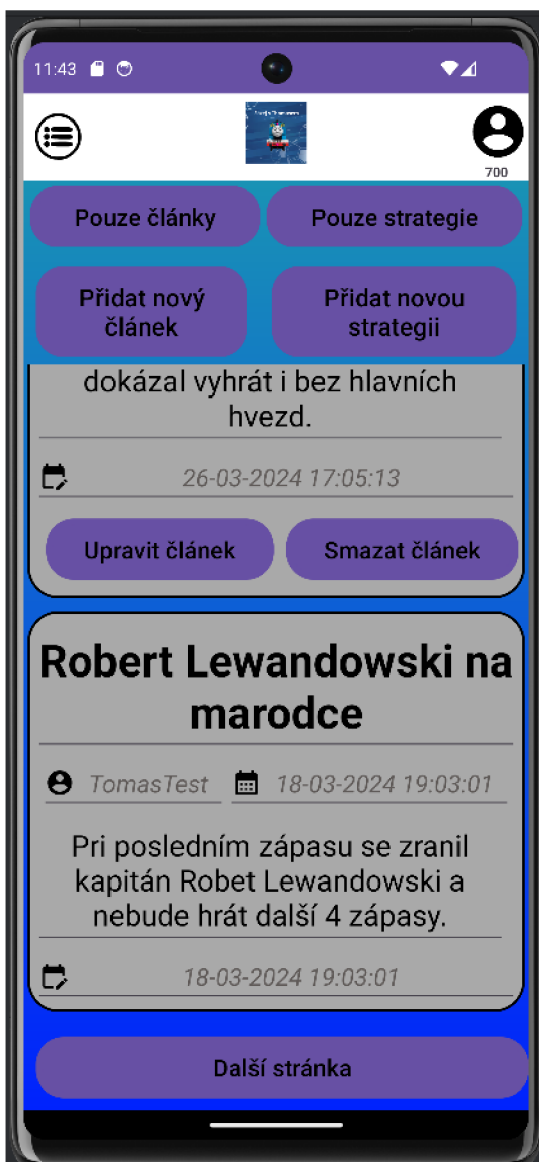 11:43
700
Pouze články
Pouze strategie
Přidat nový
článek
Přidat novou
strategii
dokázal vyhrát i bez hlavních
hvezd.
26-03-2024 17:05:13
Upravit článek
Smazat článek
Robert Lewandowski na
marodce
TomasTest
18-03-2024 19:03:01
Pri posledním zápasu se zranil
kapitán Robet Lewandowski a
nebude hrát další 4 zápasy.
18-03-2024 19:03:01
Další stránka